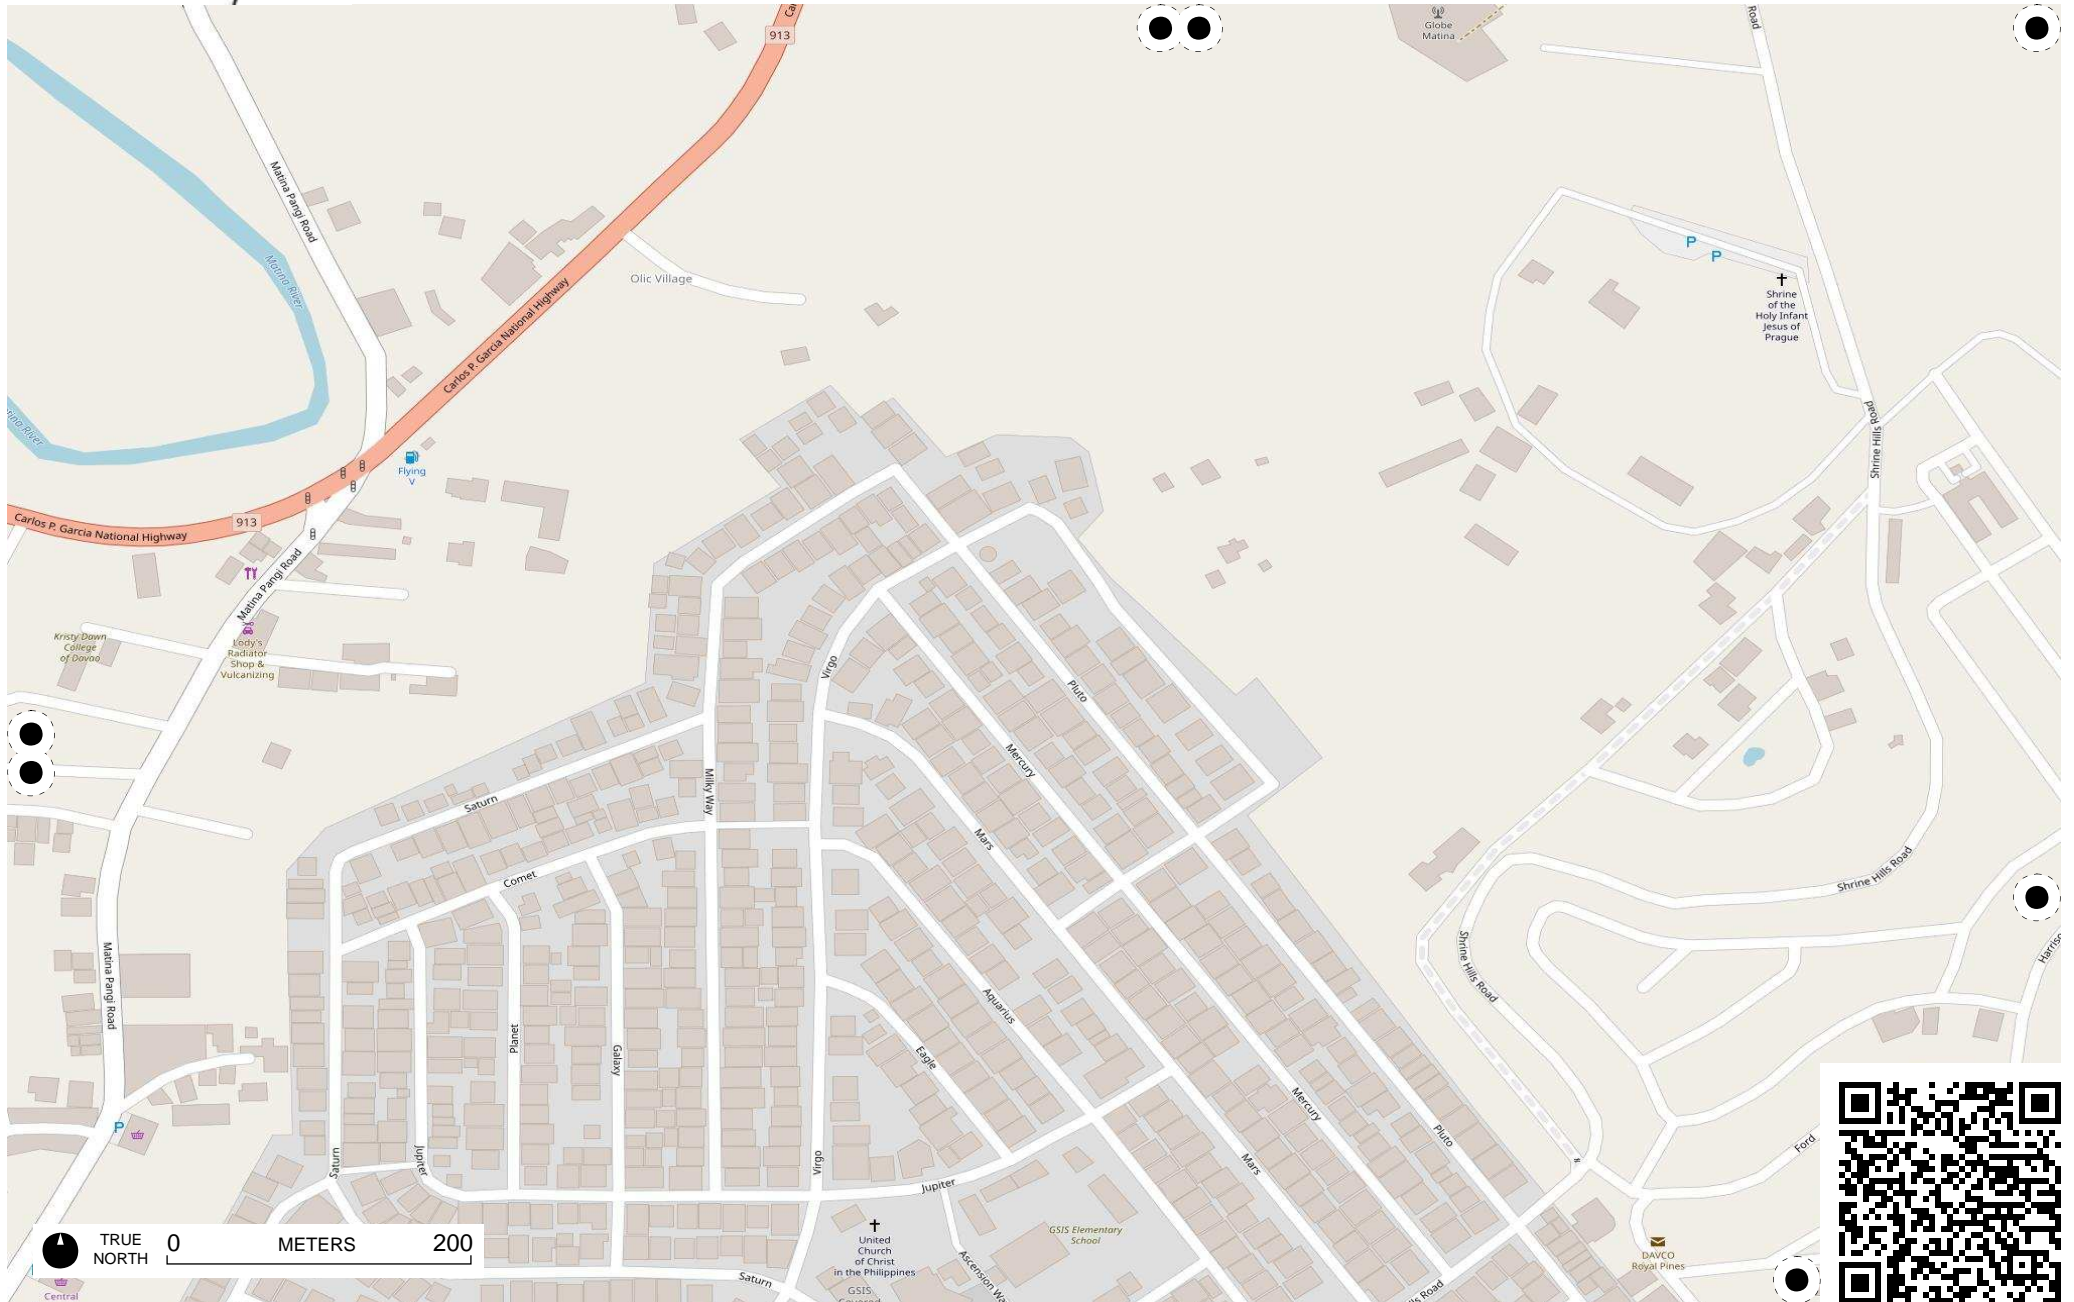 Road
913
Globe
Matina
Matina Pangi Road
Matina River
Olic Village
Carlos P. Garcia National Highway
Shrine
of the
Holy Infant
Jesus of
Prague
P
P
Shrine Hills Road
Flying
V
913
Carlos P. Garcia National Highway
Matina Pangi Road
Kristy Dawn
College
of Davao
Lody's
Radiator
Shop &
Vulcanizing
Virgo
Pluto
Mercury
Milky Way
Saturn
Mars
Comet
Shrine Hills Road
Shrine Hills Road
Matina Pangi Road
Aquarius
Planet
Galaxy
Eagle
Mercury
Pluto
P
Ford
Saturn
Jupiter
Virgo
Mars
Jupiter
GSIS Elementary
School
United
Church
of Christ
in the Philippines
DAVCO
Royal Pines
TRUE
NORTH
0 METERS 200
Saturn
GSIS
Central